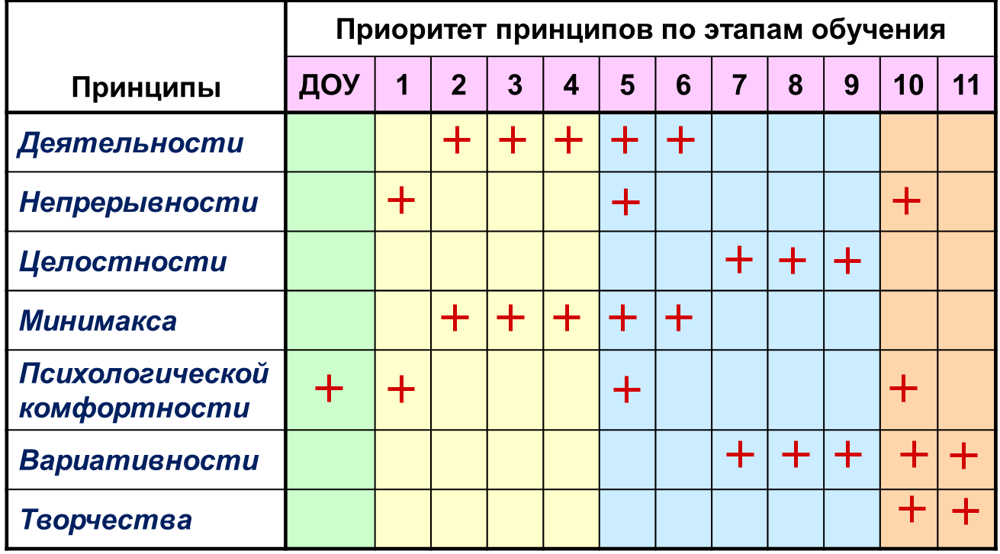 Приоритет принципов по этапам обучения
Принципы
ДОУ 1 2 3 4 5 6 7 8 9 10 11
Деятельности + + + + +
Непрерывности + + +
Целостности + + +
Минимакса + + + + +
Психологической
комфортности + + + +
Вариативности + + + + +
Творчества + +